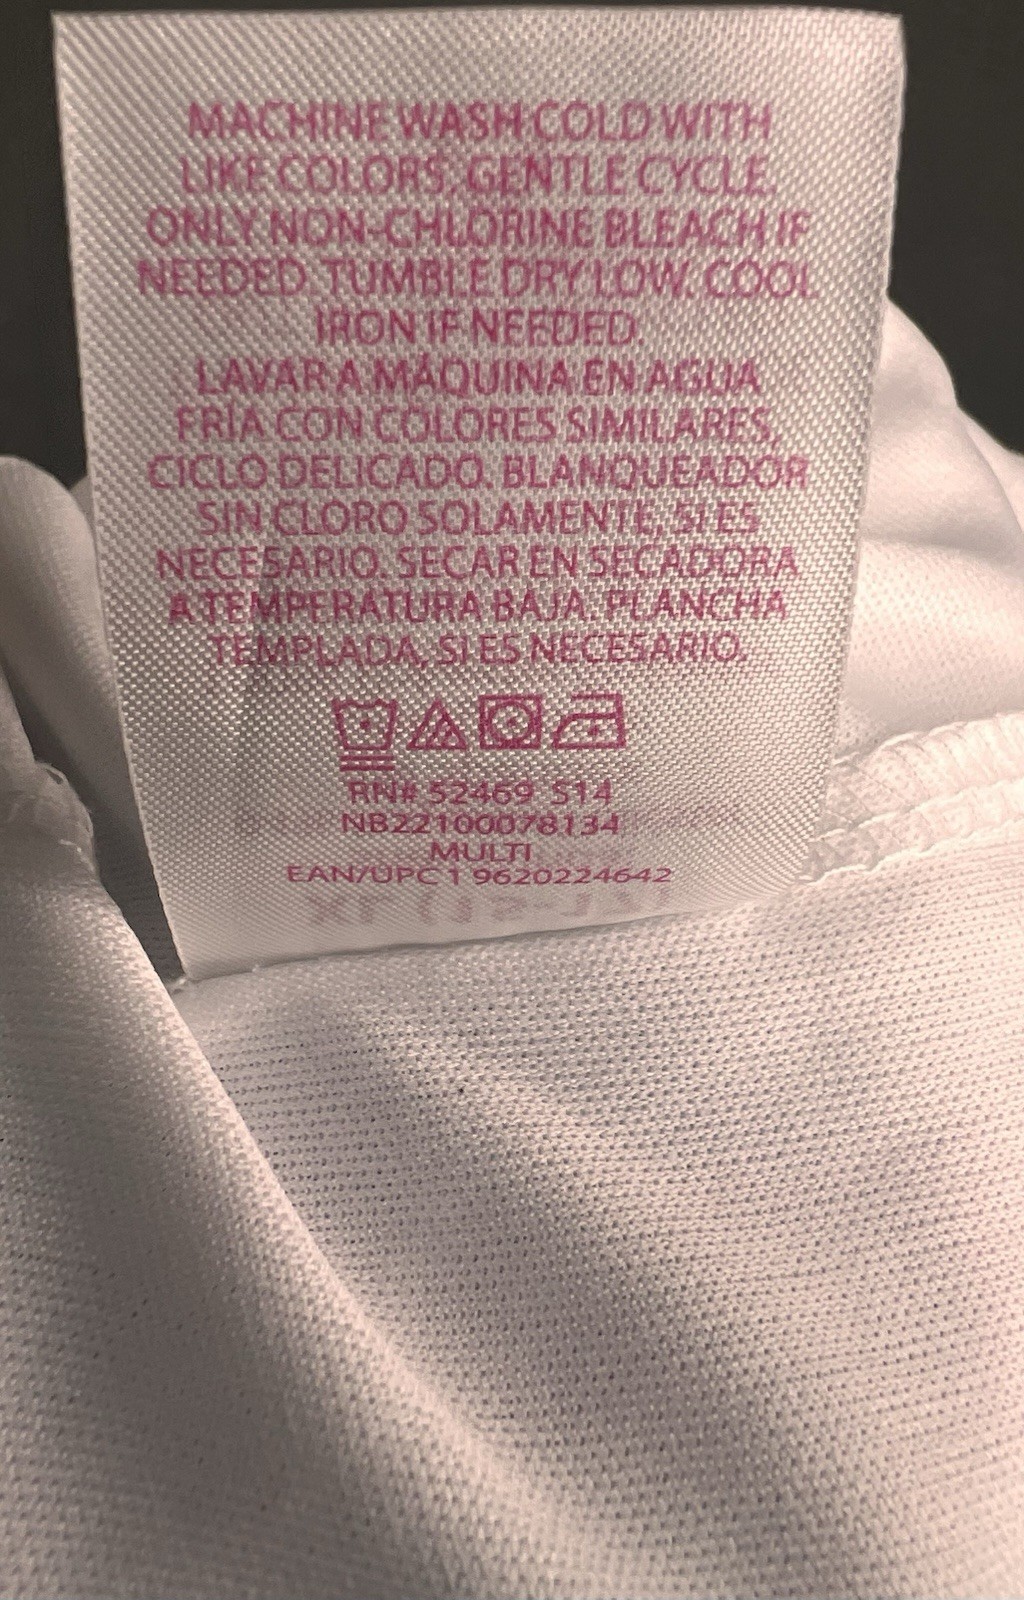 MACHINE WASH COLD WITH
LIKE COLORS. GENTLE CYCLE.
ONLY NON-CHLORINE BLEACH IF
NEEDED. TUMBLE DRY LOW. COOL
IRON IF NEEDED.
LAVAR A MÁQUINA EN AGUA
FRÍA CON COLORES SIMILARES,
CICLO DELICADO. BLANQUEADOR
SIN CLORO SOLAMENTE, SI ES
NECESARIO. SECAR EN SECADORA
A TEMPERATURA BAJA. PLANCHA
TEMPLADA, SI ES NECESARIO.
RN# 52469 S14
NB22100078134
MULTI
EAN/UPC 1 9620224642